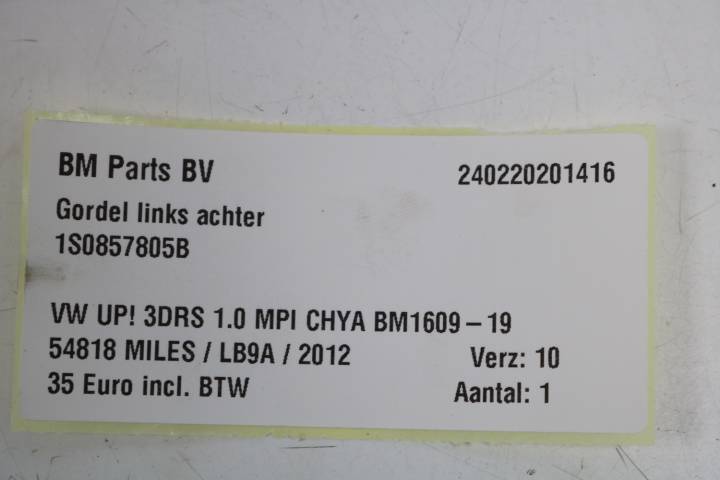 BM Parts BV 240220201416
Gordel links achter
1S0857805B
VW UP! 3DRS 1.0 MPI CHYA BM1609 – 19
54818 MILES / LB9A / 2012 Verz: 10
35 Euro incl. BTW Aantal: 1